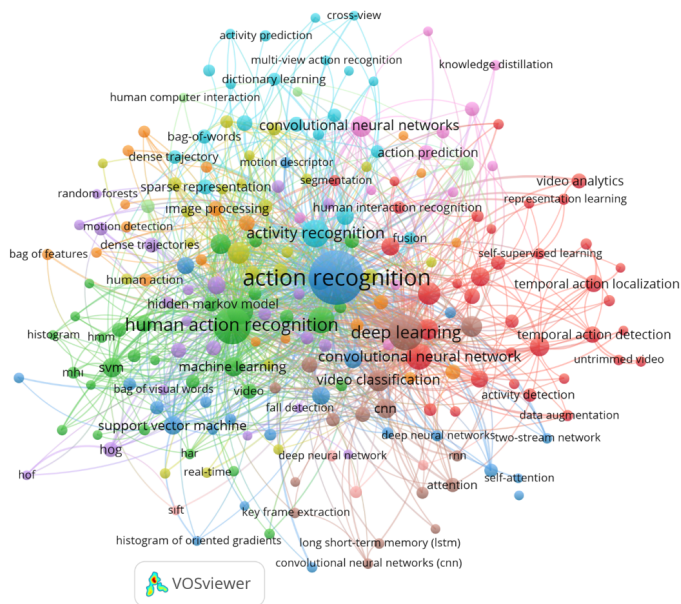 cross-view
activity prediction
multi-view action recognition
knowledge distillation
dictionary learning
human computer interaction
convolutional neural networks
bag-of-words
action prediction
dense trajectory
motion descriptor
segmentation
video analytics
sparse representation
random forests
representation learning
image processing
human interaction recognition
motion detection
activity recognition
fusion
dense trajectories
bag of features
self-supervised learning
human action
action recognition
temporal action localization
hidden markov model
human action recognition
histogram
hmm
deep learning
temporal action detection
convolutional neural network
untrimmed video
mhi
svm
machine learning
video classification
bag of visual words
video
activity detection
fall detection
cnn
data augmentation
support vector machine
deep neural networks
two-stream network
hog
har
deep neural network
rnn
hof
real-time
self-attention
attention
sift
key frame extraction
histogram of oriented gradients
long short-term memory (lstm)
convolutional neural networks (cnn)
VOSviewer